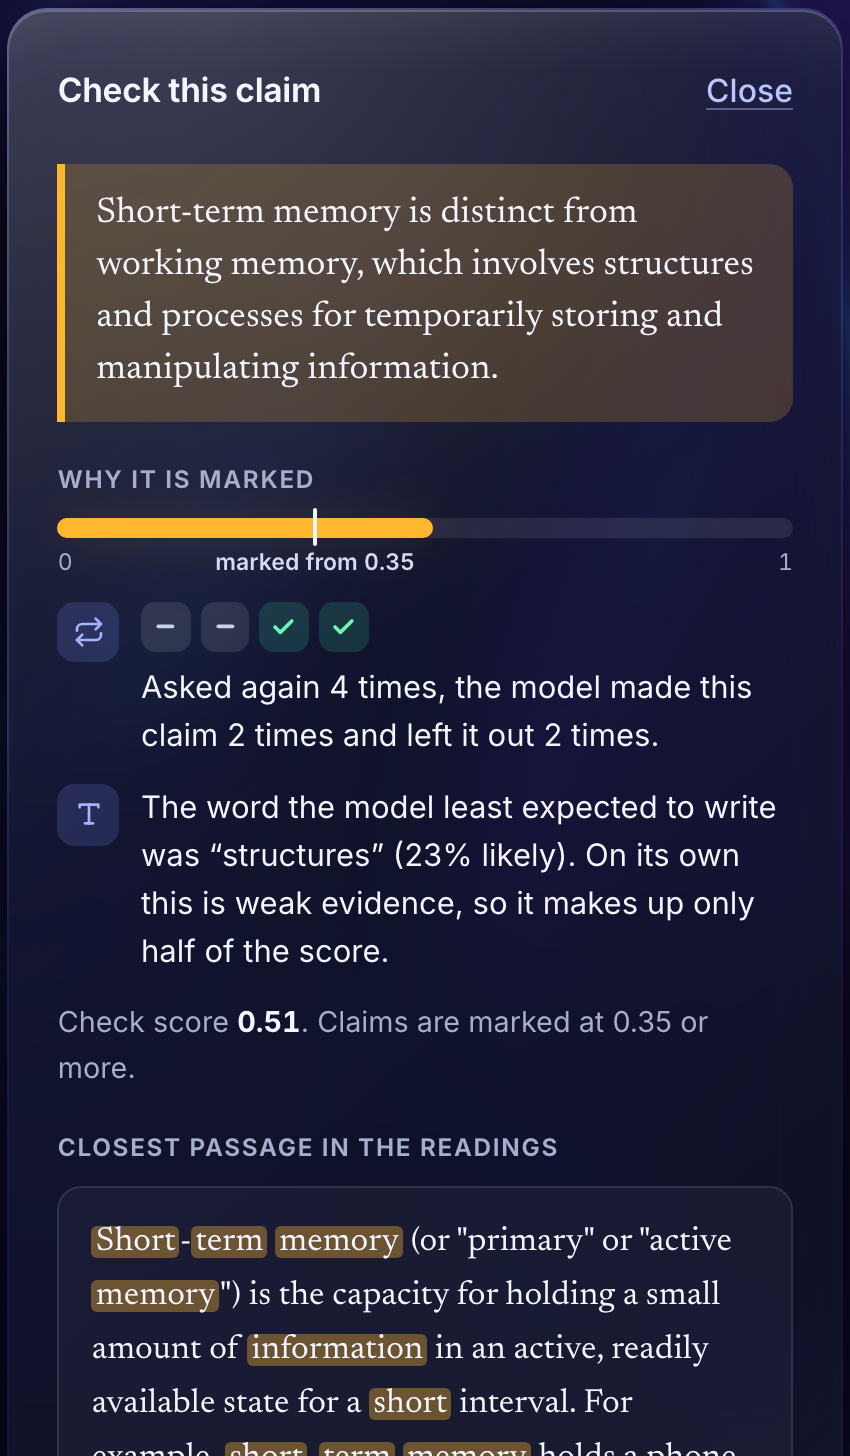 Check this claim
Close
Short-term memory is distinct from
working memory, which involves structures
and processes for temporarily storing and
manipulating information.
WHY IT IS MARKED
0
marked from 0.35
1
Asked again 4 times, the model made this
claim 2 times and left it out 2 times.
The word the model least expected to write
was “structures” (23% likely). On its own
this is weak evidence, so it makes up only
half of the score.
Check score 0.51. Claims are marked at 0.35 or
more.
CLOSEST PASSAGE IN THE READINGS
Short-term memory (or "primary" or "active
memory") is the capacity for holding a small
amount of information in an active, readily
available state for a short interval. For
example, short term memory holds a phone